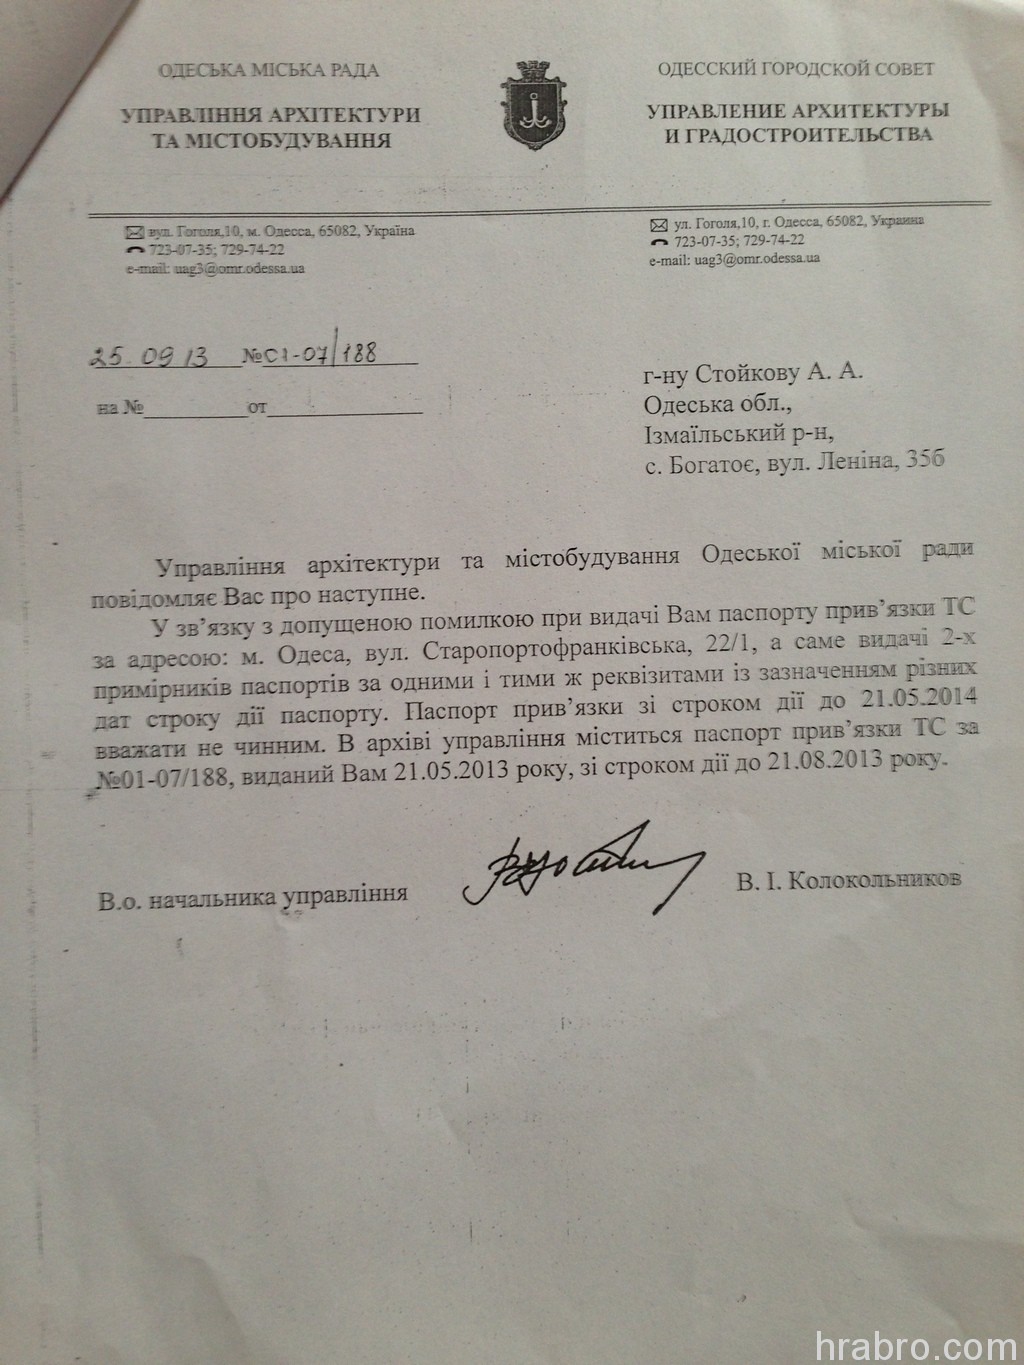 ОДЕСЬКА МІСЬКА РАДА
УПРАВЛІННЯ АРХІТЕКТУРИ
ТА МІСТОБУДУВАННЯ
ОДЕССКИЙ ГОРОДСКОЙ СОВЕТ
УПРАВЛЕНИЕ АРХИТЕКТУРЫ
И ГРАДОСТРОИТЕЛЬСТВА
вул. Гоголя,10, м. Одесса, 65082, Україна
723-07-35; 729-74-22
e-mail: uag3@omr.odessa.ua
ул. Гоголя,10, г. Одесса, 65082, Украина
723-07-35; 729-74-22
e-mail: uag3@omr.odessa.ua
25 09 13 №01-07/188
на № от
г-ну Стойкову А. А.
Одеська обл.,
Ізмаїльський р-н,
с. Богатоє, вул. Леніна, 35б
Управління архітектури та містобудування Одеської міської ради
повідомляє Вас про наступне.
У зв’язку з допущеною помилкою при видачі Вам паспорту прив’язки ТС
за адресою: м. Одеса, вул. Старопортофранківська, 22/1, а саме видачі 2-х
примірників паспортів за одними і тими ж реквізитами із зазначенням різних
дат строку дії паспорту. Паспорт прив’язки зі строком дії до 21.05.2014
вважати не чинним. В архіві управління міститься паспорт прив’язки ТС за
№01-07/188, виданий Вам 21.05.2013 року, зі строком дії до 21.08.2013 року.
В.о. начальника управління
В. І. Колокольников
hrabro.com